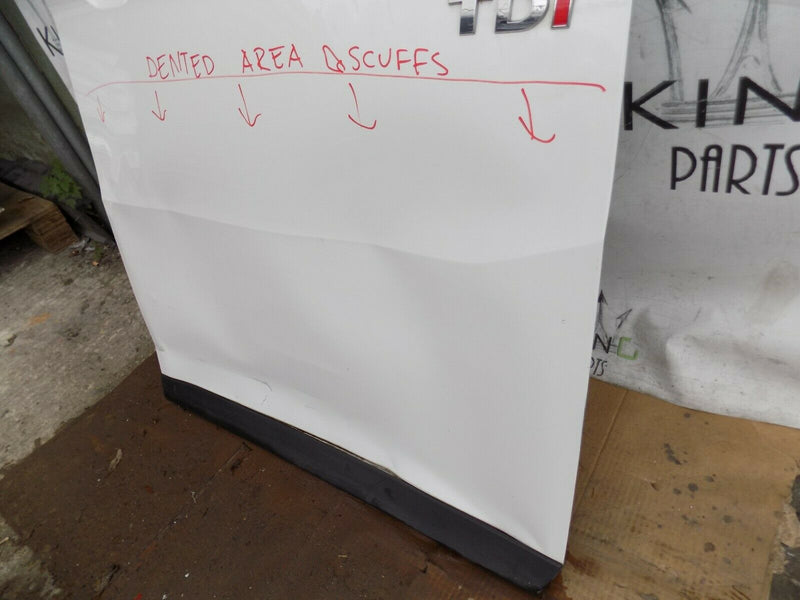 TDI
DENTED AREA & SCUFFS
KIN
PARTS